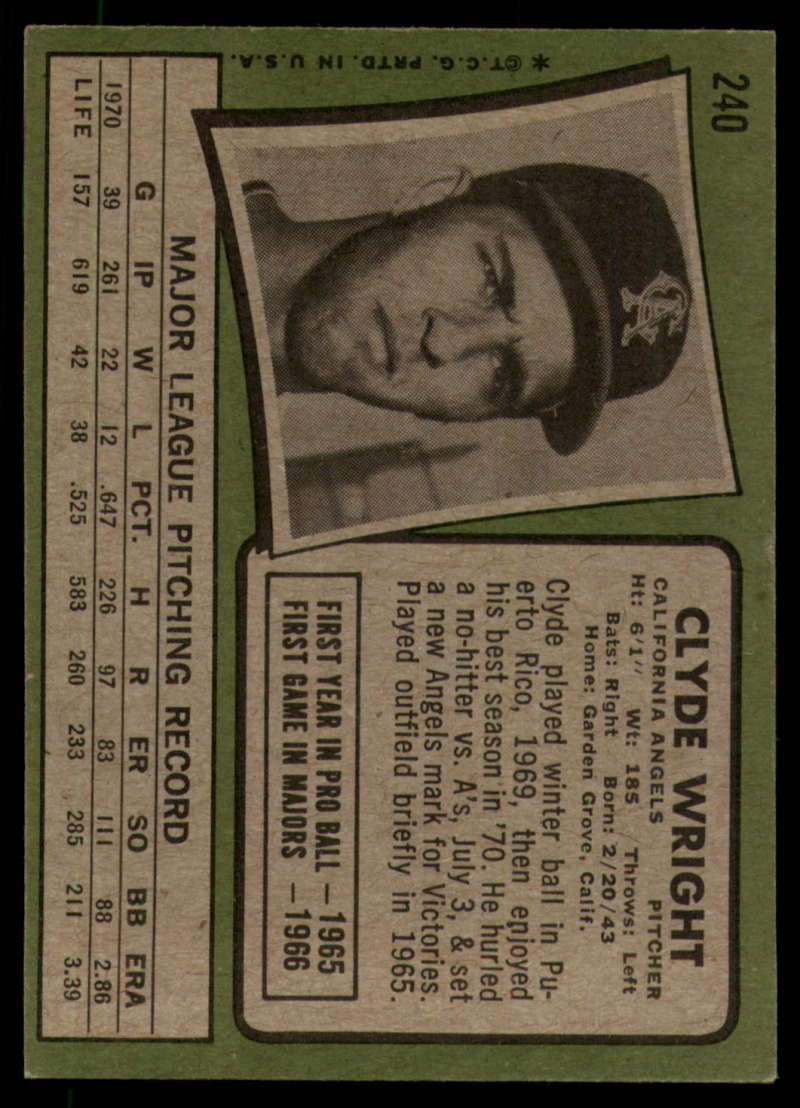 240
CLYDE WRIGHT
CALIFORNIA ANGELS PITCHER
Ht: 6'1" Wt: 185 Throws: Left
Bats: Right Born: 2/20/43
Home: Garden Grove, Calif.
Clyde played winter ball in Pu-
erto Rico, 1969, then enjoyed
his best season in '70. He hurled
a no-hitter vs. A's, July 3, & set
a new Angels mark for Victories.
Played outfield briefly in 1965.
FIRST YEAR IN PRO BALL — 1965
FIRST GAME IN MAJORS — 1966
CA
MAJOR LEAGUE PITCHING RECORD
G IP W L PCT. H R ER SO BB ERA
1970 39 261 22 12 .647 226 97 83 111 88 2.86
LIFE 157 619 42 38 .525 583 260 233 285 211 3.39
* ©T.C.G. PRTD. IN U.S.A.